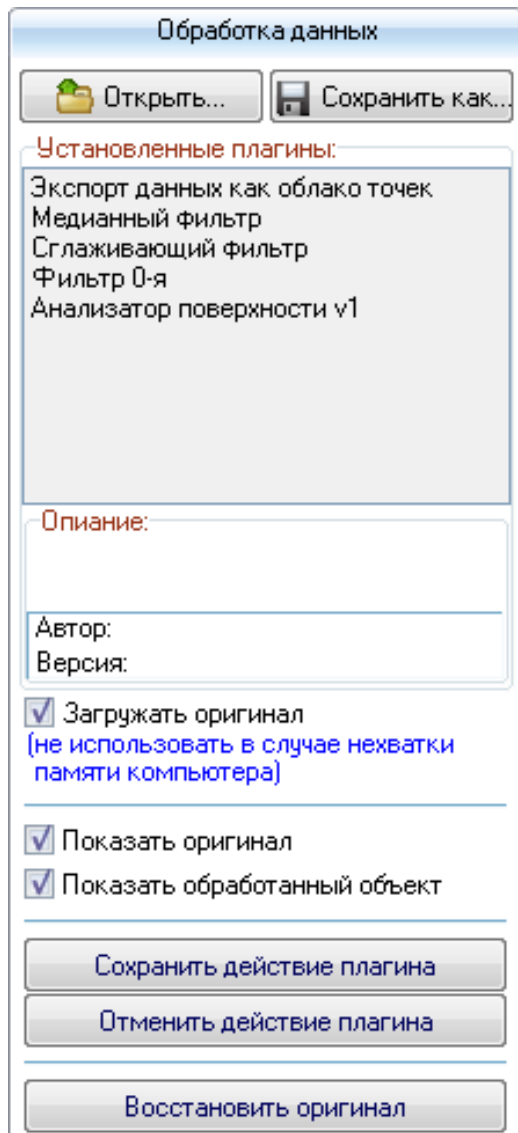 Обработка данных
Открыть... Сохранить как...
Установленные плагины:
Экспорт данных как облако точек
Медианный фильтр
Сглаживающий фильтр
Фильтр 0-я
Анализатор поверхности v1
Опиание:
Автор:
Версия:
Загружать оригинал
(не использовать в случае нехватки
памяти компьютера)
Показать оригинал
Показать обработанный объект
Сохранить действие плагина
Отменить действие плагина
Восстановить оригинал